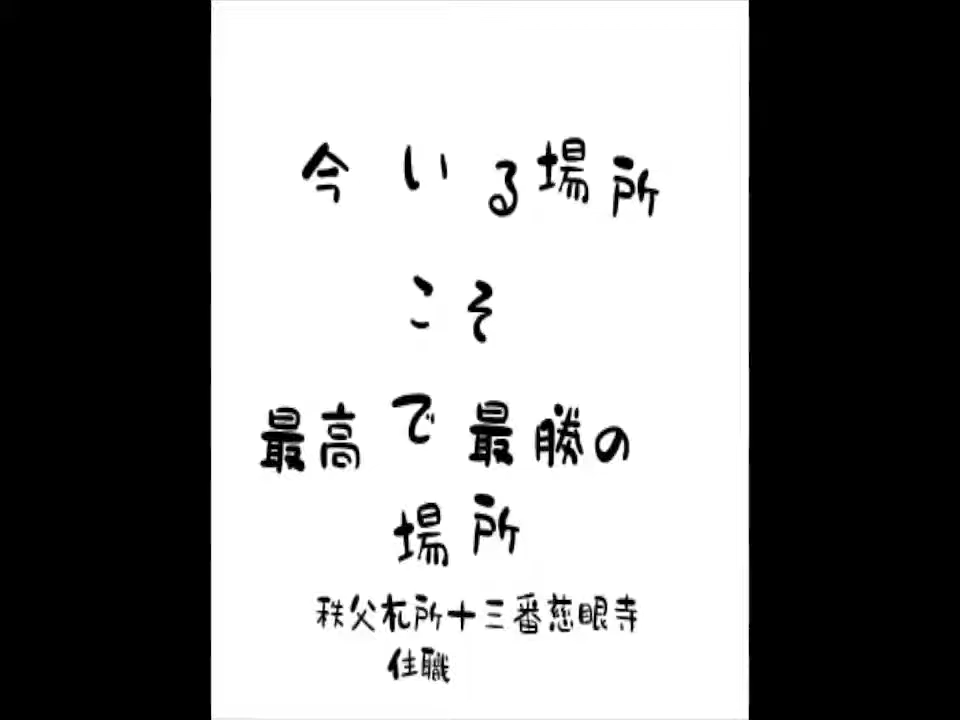 今いる場所
こそ
最高で最勝の
場所
秩父札所十三番慈眼寺
住職